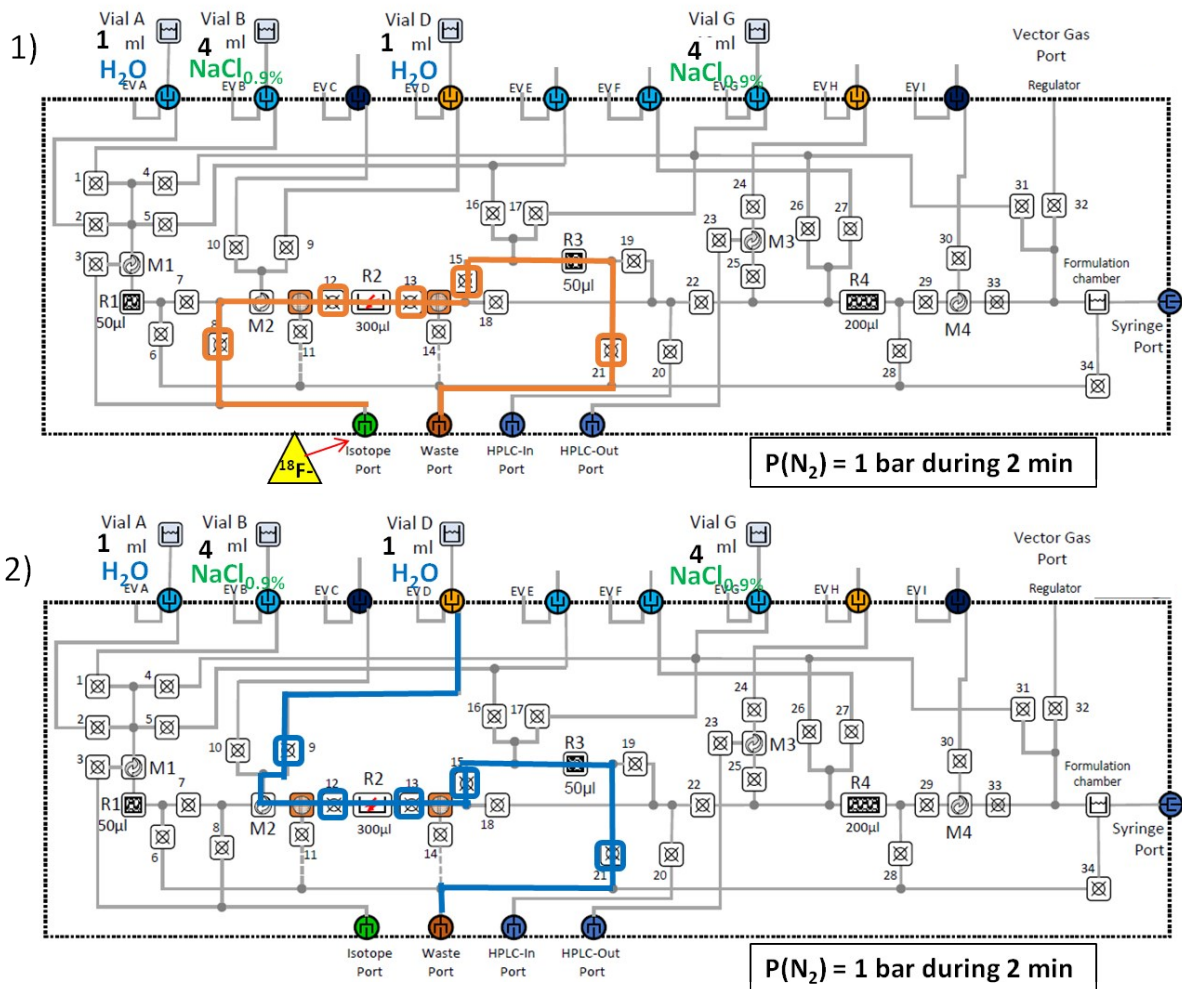 1)
Vial A Vial B Vial D Vial G
1 ml 4 ml 1 ml 4 ml
H2O NaCl0.9% H2O NaCl0.9%
Vector Gas
Port
EV A EV B EV C EV D EV E EV F EV G EV H EV I Regulator
1 4 24 26 27 31 32
2 5 10 9 16 17 23 M3
3 M1 15 R3 19 25 30 Formulation
chamber
R1 7 M2 12 R2 13 50µl 22 R4 29 33
50µl 8 300µl 18 200µl M4 Syringe
Port
6 11 14 21 20 28 34
18F- Isotope
Port Waste
Port HPLC-In
Port HPLC-Out
Port
P(N2) = 1 bar during 2 min
2)
Vial A Vial B Vial D Vial G
1 ml 4 ml 1 ml 4 ml
H2O NaCl0.9% H2O NaCl0.9%
Vector Gas
Port
EV A EV B EV C EV D EV E EV F EV G EV H EV I Regulator
1 4 24 26 27 31 32
2 5 10 9 16 17 23 M3
3 M1 15 R3 19 25 30 Formulation
chamber
R1 7 M2 12 R2 13 50µl 22 R4 29 33
50µl 8 300µl 18 200µl M4 Syringe
Port
6 11 14 21 20 28 34
Isotope
Port Waste
Port HPLC-In
Port HPLC-Out
Port
P(N2) = 1 bar during 2 min